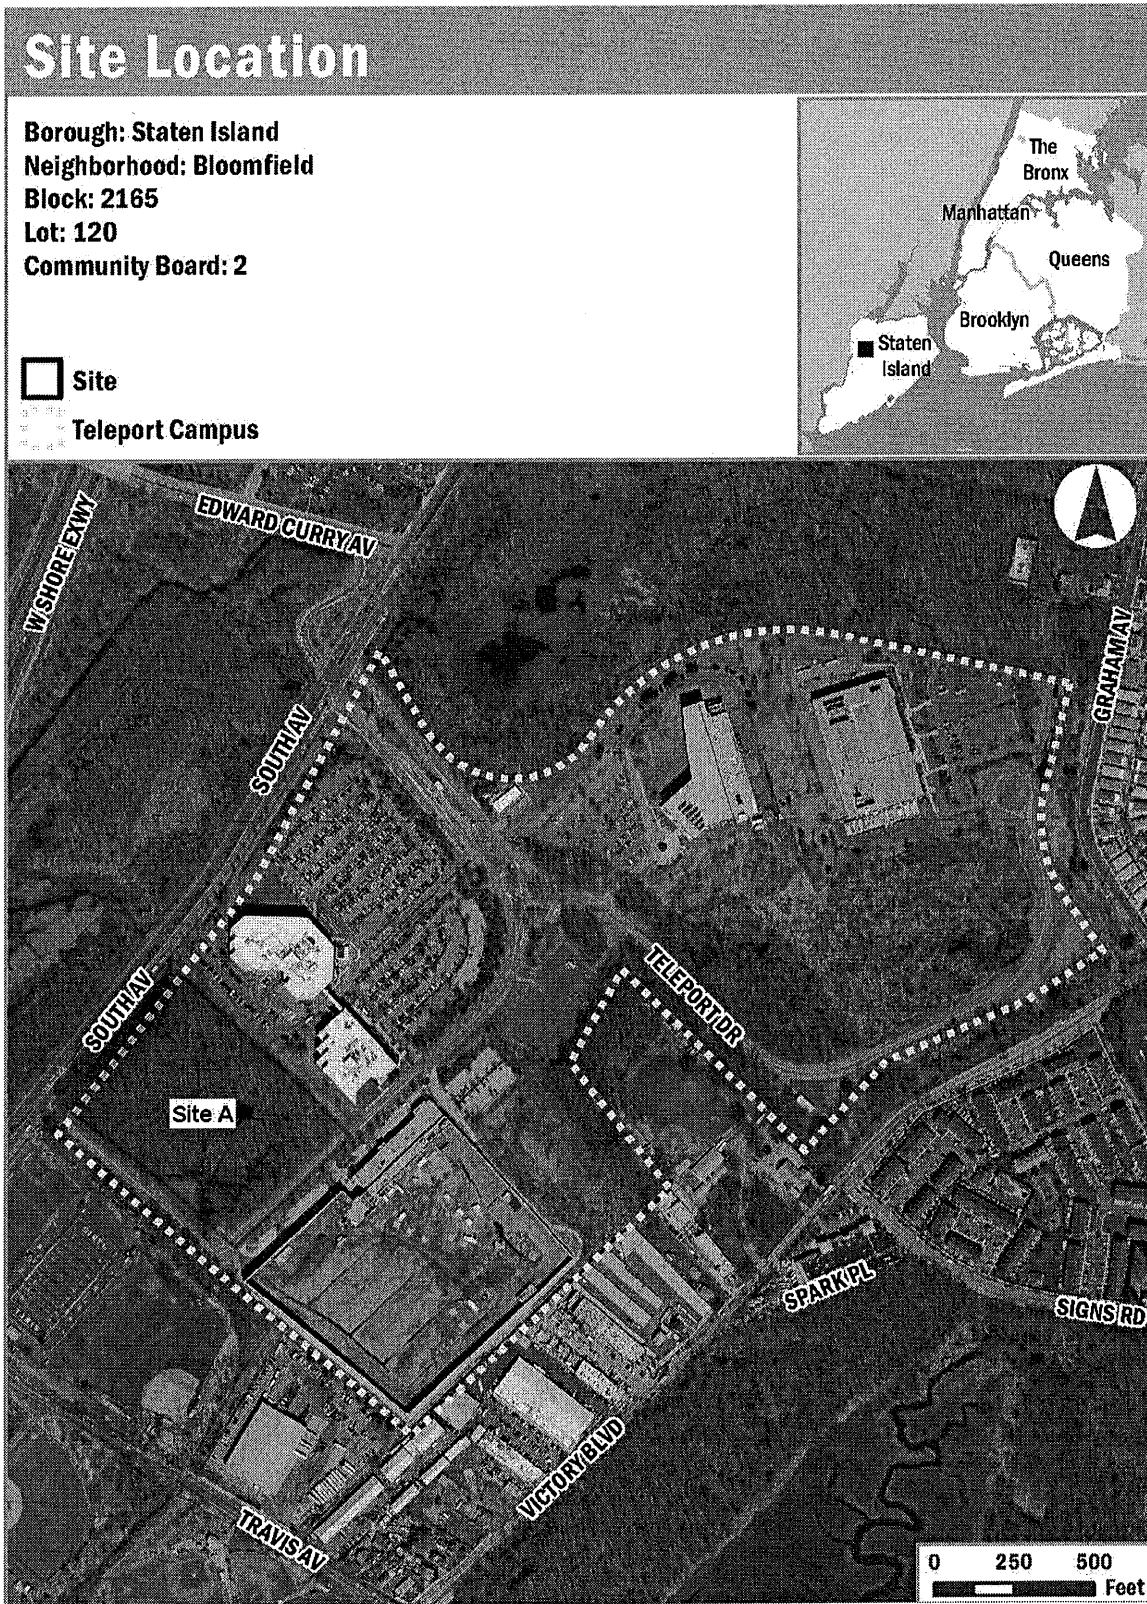 Site Location
Borough: Staten Island
Neighborhood: Bloomfield
Block: 2165
Lot: 120
Community Board: 2
Site
Teleport Campus
The
Bronx
Manhattan
Queens
Brooklyn
Staten
Island
EDWARD CURRY AV
W SHORE EXWY
GRAHAM AV
SOUTH AV
SOUTH AV
TELEPORT DR
Site A
SPARK PL
SIGNS RD
VICTORY BLVD
TRAVIS AV
0 250 500
Feet